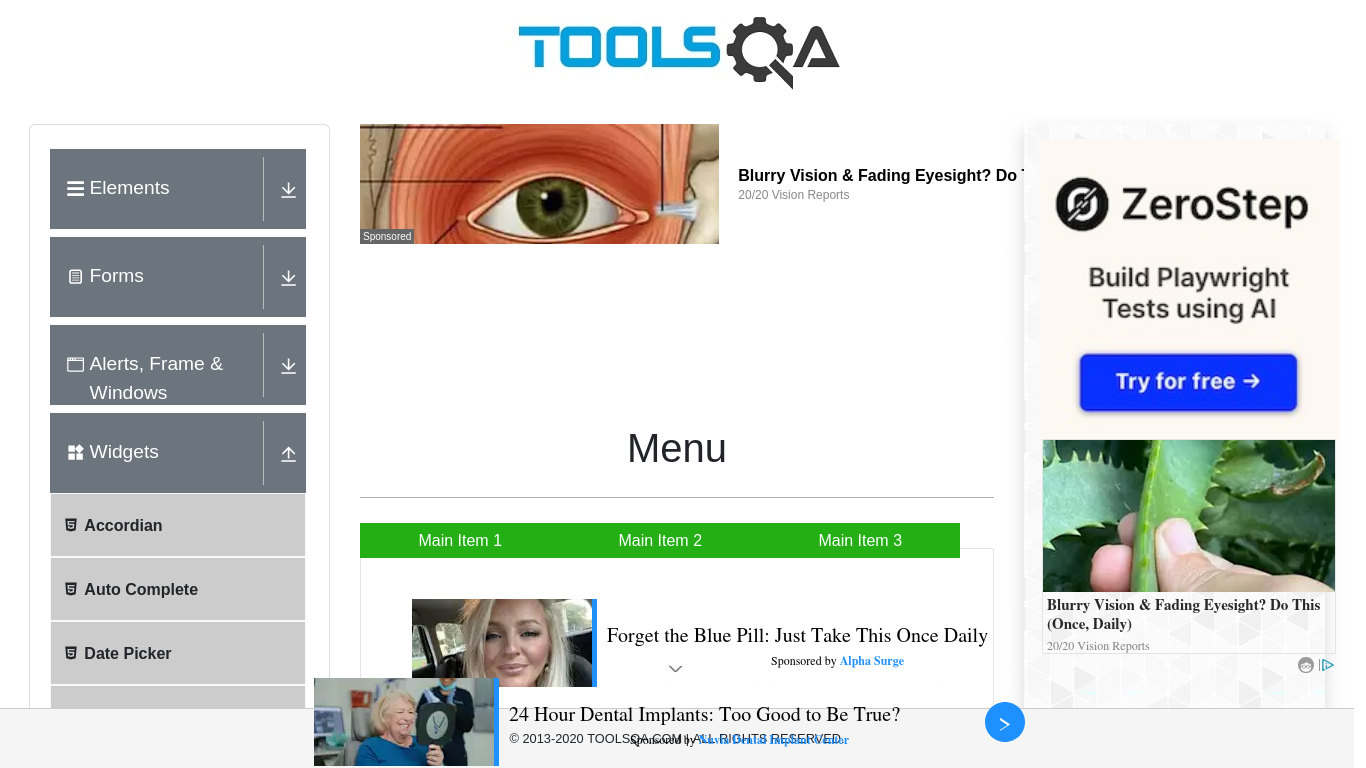 TOOLSQA
Elements
Forms
Alerts, Frame &
Windows
Widgets
Accordian
Auto Complete
Date Picker
Sponsored
Blurry Vision & Fading Eyesight? Do
20/20 Vision Reports
Menu
Main Item 1
Main Item 2
Main Item 3
Forget the Blue Pill: Just Take This Once Daily
Sponsored by Alpha Surge
24 Hour Dental Implants: Too Good to Be True?
Sponsored by Nuvia Dental Implant Center
© 2013-2020 TOOLSQA.COM | ALL RIGHTS RESERVED.
ZeroStep
Build Playwright
Tests using AI
Try for free →
Blurry Vision & Fading Eyesight? Do This
(Once, Daily)
20/20 Vision Reports